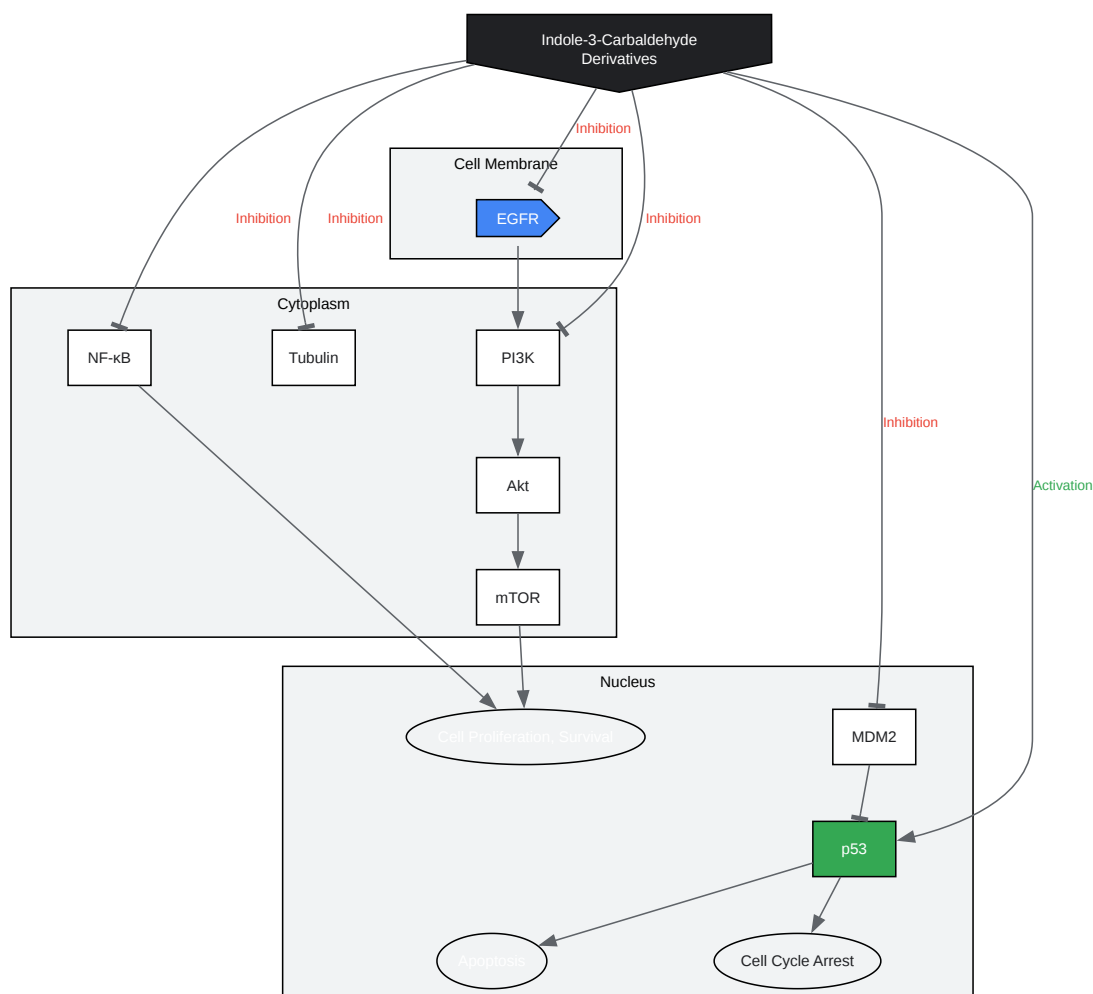 Indole-3-Carbaldehyde
Derivatives
Inhibition
Cell Membrane
Inhibition
Inhibition
EGFR
Inhibition
Cytoplasm
NF-κB
Tubulin
PI3K
Inhibition
Akt
Activation
mTOR
Nucleus
Cell Proliferation, Survival
MDM2
p53
Apoptosis
Cell Cycle Arrest